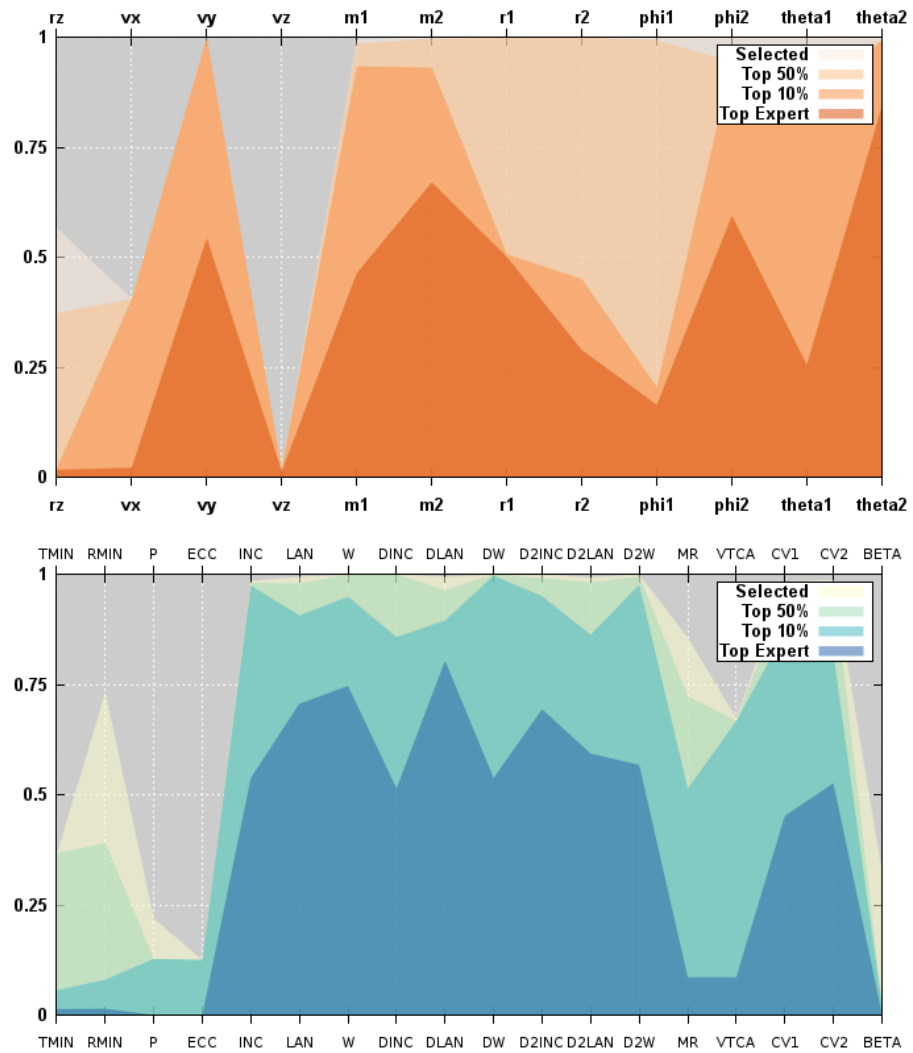 rz vx vy vz m1 m2 r1 r2 phi1 phi2 theta1 theta2
1
Selected
Top 50%
Top 10%
Top Expert
0.75
0.5
0.25
0
rz vx vy vz m1 m2 r1 r2 phi1 phi2 theta1 theta2
TMIN RMIN P ECC INC LAN W DINC DLAN DW D2INC D2LAN D2W MR VTCA CV1 CV2 BETA
1
Selected
Top 50%
Top 10%
Top Expert
0.75
0.5
0.25
0
TMIN RMIN P ECC INC LAN W DINC DLAN DW D2INC D2LAN D2W MR VTCA CV1 CV2 BETA